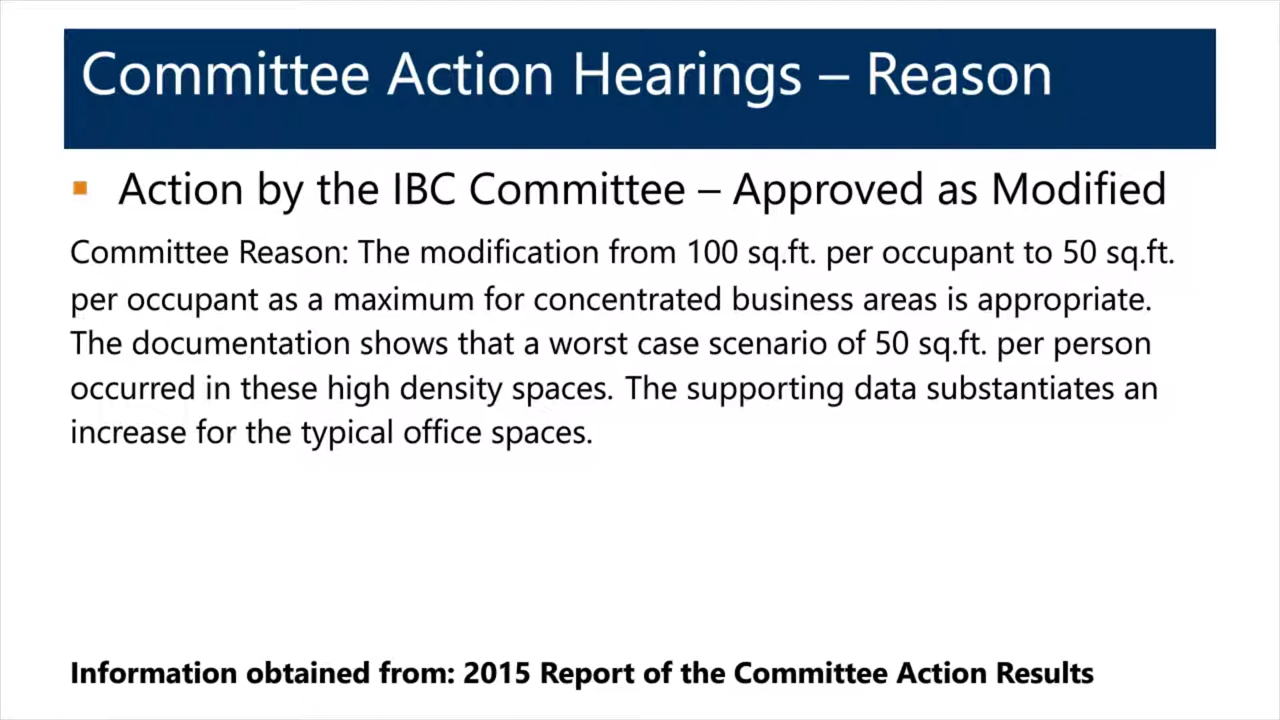 Committee Action Hearings – Reason
▪ Action by the IBC Committee – Approved as Modified
Committee Reason: The modification from 100 sq.ft. per occupant to 50 sq.ft.
per occupant as a maximum for concentrated business areas is appropriate.
The documentation shows that a worst case scenario of 50 sq.ft. per person
occurred in these high density spaces. The supporting data substantiates an
increase for the typical office spaces.
Information obtained from: 2015 Report of the Committee Action Results